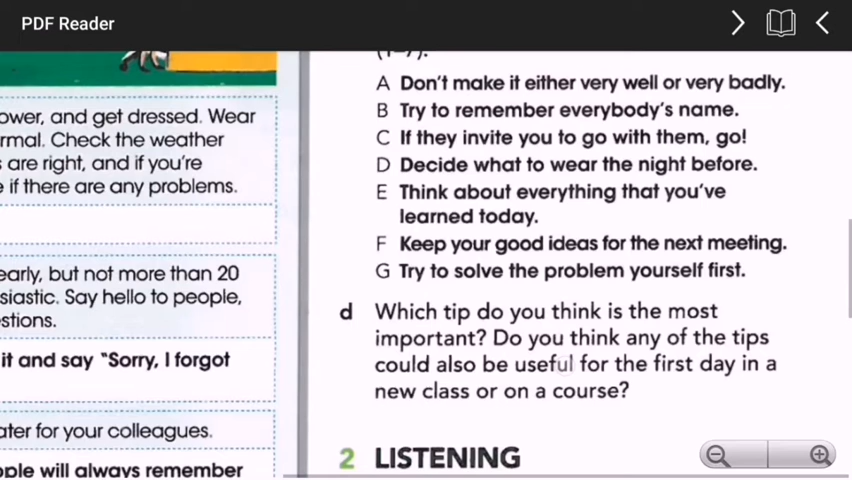 PDF Reader
(1–7).
A Don't make it either very well or very badly.
B Try to remember everybody's name.
C If they invite you to go with them, go!
D Decide what to wear the night before.
E Think about everything that you've
learned today.
F Keep your good ideas for the next meeting.
G Try to solve the problem yourself first.
d Which tip do you think is the most
important? Do you think any of the tips
could also be useful for the first day in a
new class or on a course?
2 LISTENING
ower, and get dressed. Wear
rmal. Check the weather
s are right, and if you're
e if there are any problems.
early, but not more than 20
siastic. Say hello to people,
estions.
it and say "Sorry, I forgot
ater for your colleagues.
ople will always remember